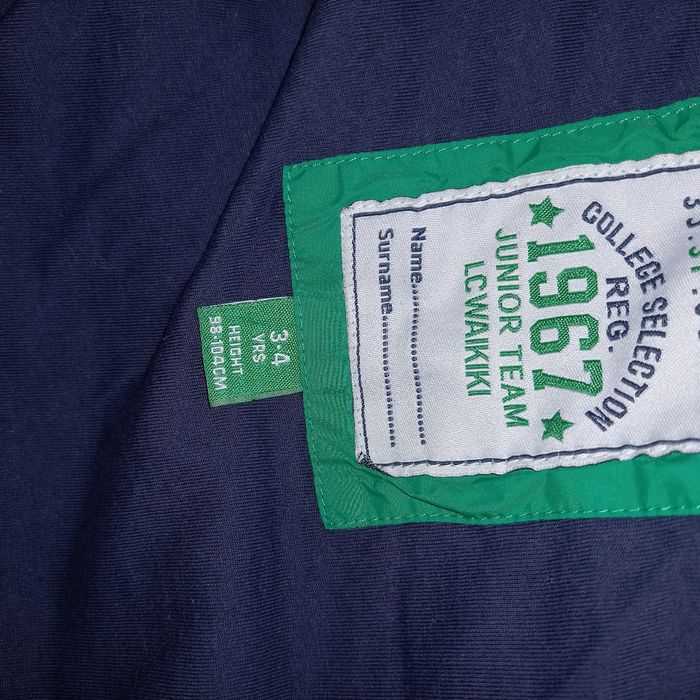 COLLEGE SELECTION
REG.
1967
JUNIOR TEAM
LCWAIKIKI
Name
Surname
3-4
YRS
HEIGHT
98-104CM